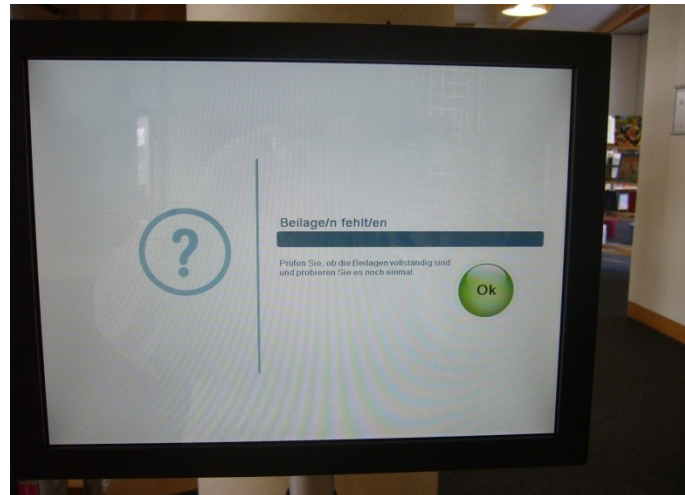 ?
Beilage/n fehlt/en
Prüfen Sie, ob die Beilagen vollständig sind
und probieren Sie es noch einmal.
Ok